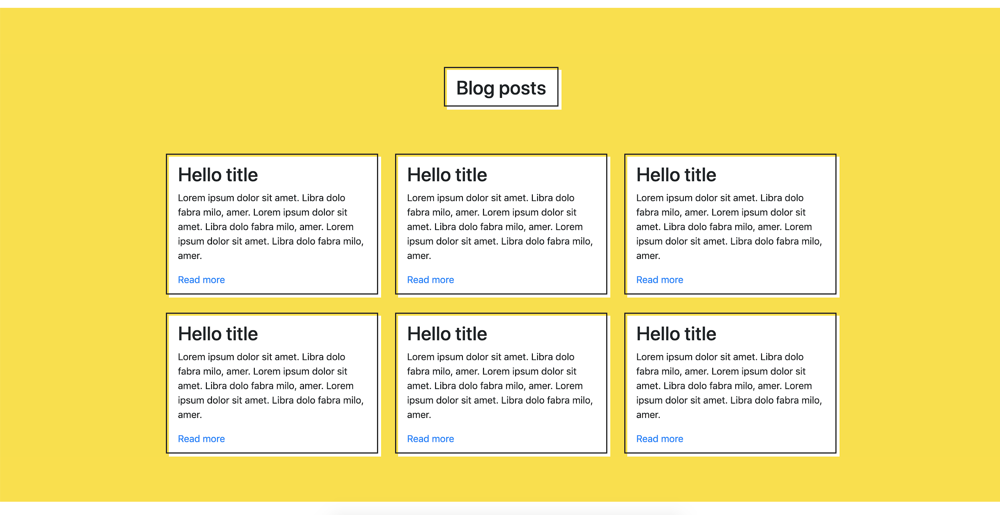 Blog posts
Hello title
Lorem ipsum dolor sit amet. Libra dolo
fabra milo, amer. Lorem ipsum dolor sit
amet. Libra dolo fabra milo, amer. Lorem
ipsum dolor sit amet. Libra dolo fabra milo,
amer.
Read more
Hello title
Lorem ipsum dolor sit amet. Libra dolo
fabra milo, amer. Lorem ipsum dolor sit
amet. Libra dolo fabra milo, amer. Lorem
ipsum dolor sit amet. Libra dolo fabra milo,
amer.
Read more
Hello title
Lorem ipsum dolor sit amet. Libra dolo
fabra milo, amer. Lorem ipsum dolor sit
amet. Libra dolo fabra milo, amer. Lorem
ipsum dolor sit amet. Libra dolo fabra milo,
amer.
Read more
Hello title
Lorem ipsum dolor sit amet. Libra dolo
fabra milo, amer. Lorem ipsum dolor sit
amet. Libra dolo fabra milo, amer. Lorem
ipsum dolor sit amet. Libra dolo fabra milo,
amer.
Read more
Hello title
Lorem ipsum dolor sit amet. Libra dolo
fabra milo, amer. Lorem ipsum dolor sit
amet. Libra dolo fabra milo, amer. Lorem
ipsum dolor sit amet. Libra dolo fabra milo,
amer.
Read more
Hello title
Lorem ipsum dolor sit amet. Libra dolo
fabra milo, amer. Lorem ipsum dolor sit
amet. Libra dolo fabra milo, amer. Lorem
ipsum dolor sit amet. Libra dolo fabra milo,
amer.
Read more